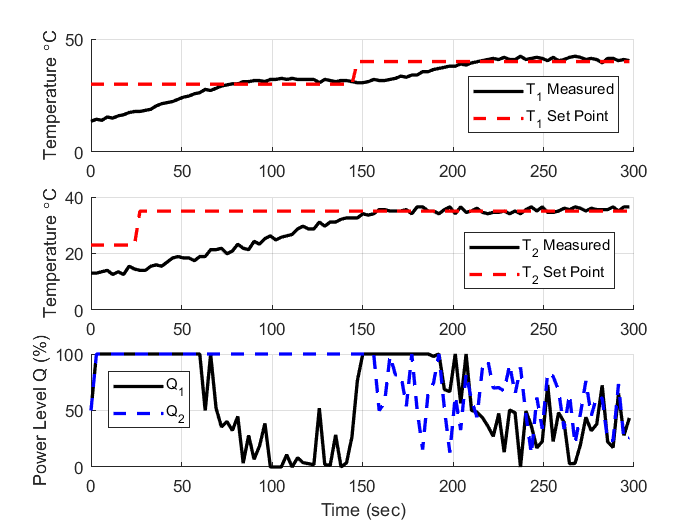 50
Temperature °C
T1 Measured
T1 Set Point
0
0 50 100 150 200 250 300
40
Temperature °C
20
T2 Measured
T2 Set Point
0
0 50 100 150 200 250 300
100
Power Level Q (%)
Q1
50
Q2
0
0 50 100 150 200 250 300
Time (sec)